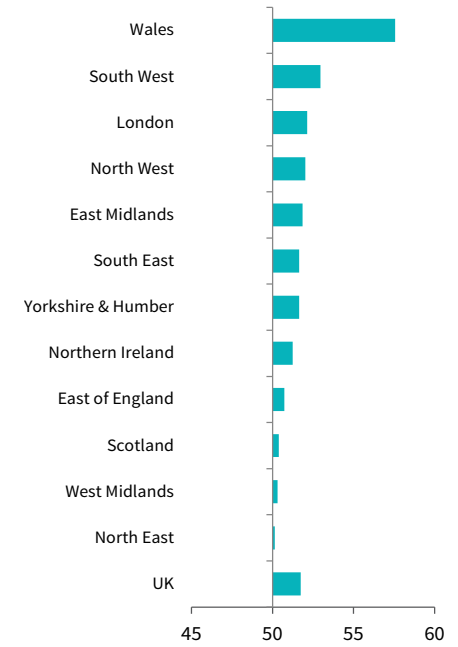 Wales
South West
London
North West
East Midlands
South East
Yorkshire & Humber
Northern Ireland
East of England
Scotland
West Midlands
North East
UK
45 50 55 60